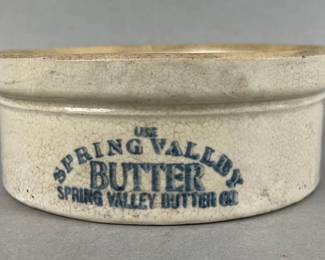 USE
SPRING VALLEY
BUTTER
SPRING VALLEY BUTTER CO.